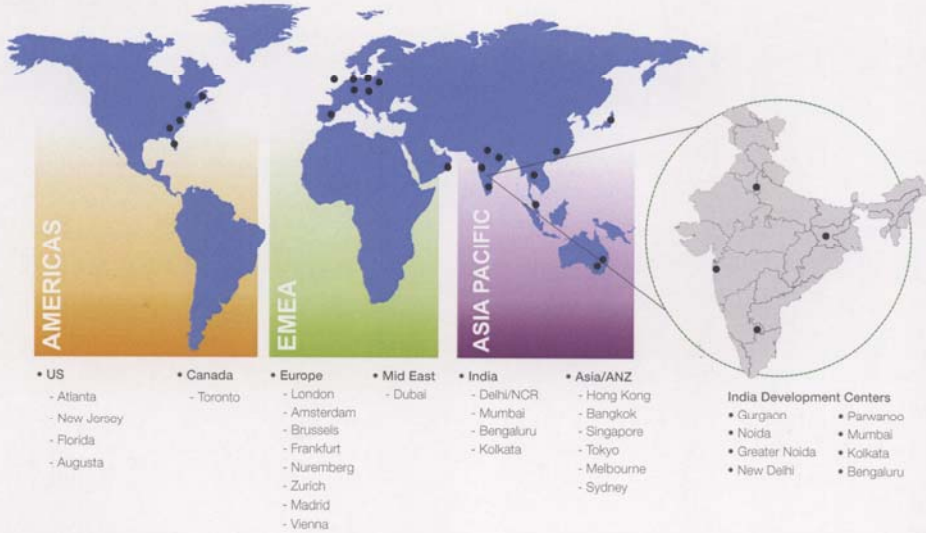 AMERICAS
EMEA
ASIA PACIFIC
• US
- Atlanta
- New Jersey
- Florida
- Augusta
• Canada
- Toronto
• Europe
- London
- Amsterdam
- Brussels
- Frankfurt
- Nuremberg
- Zurich
- Madrid
- Vienna
• Mid East
- Dubai
• India
- Delhi/NCR
- Mumbai
- Bengaluru
- Kolkata
• Asia/ANZ
- Hong Kong
- Bangkok
- Singapore
- Tokyo
- Melbourne
- Sydney
India Development Centers
• Gurgaon
• Noida
• Greater Noida
• New Delhi
• Parwanoo
• Mumbai
• Kolkata
• Bengaluru